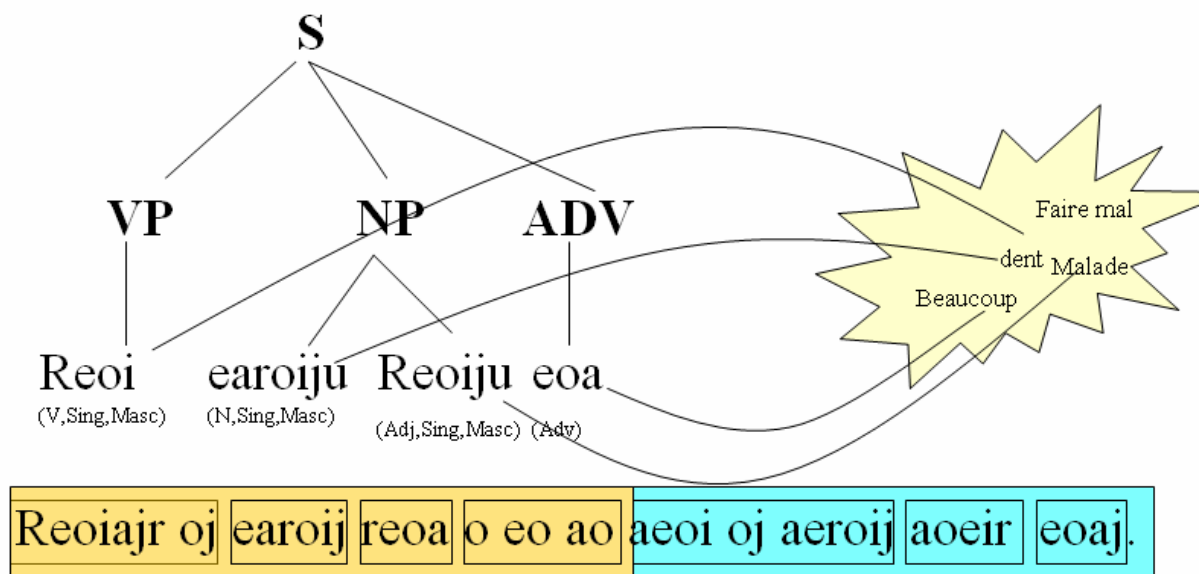 S
VP NP ADV
Faire mal
dent Malade
Beaucoup
Reoi earoiju Reoiju eoa
(V,Sing,Masc) (N,Sing,Masc) (Adj,Sing,Masc) (Adv)
Reoiajr oj earoij reoa o eo ao aeoi oj aeroij aoeir eoaj.